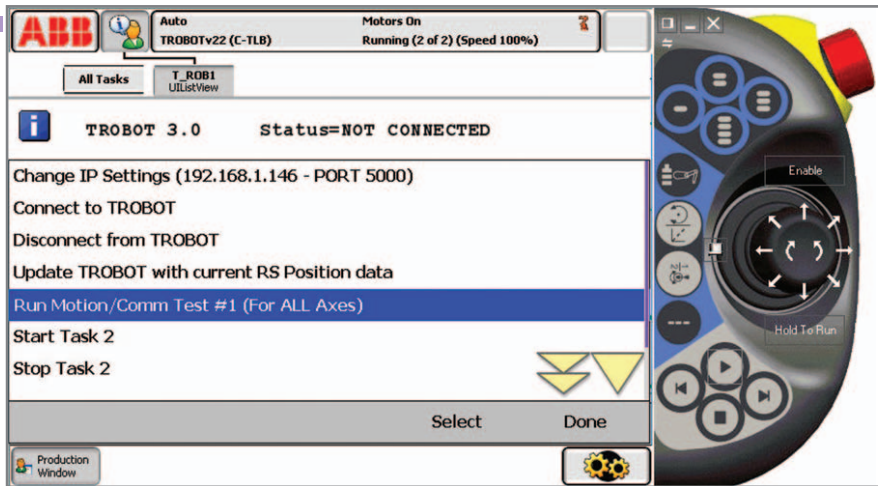 ABB
Auto
TROBOTv22 (C-TLB)
Motors On
Running (2 of 2) (Speed 100%)
All Tasks
T_ROB1
UIListView
i
TROBOT 3.0 Status=NOT CONNECTED
Change IP Settings (192.168.1.146 - PORT 5000)
Connect to TROBOT
Disconnect from TROBOT
Update TROBOT with current RS Position data
Run Motion/Comm Test #1 (For ALL Axes)
Start Task 2
Stop Task 2
Select
Done
Production
Window
Enable
Hold To Run